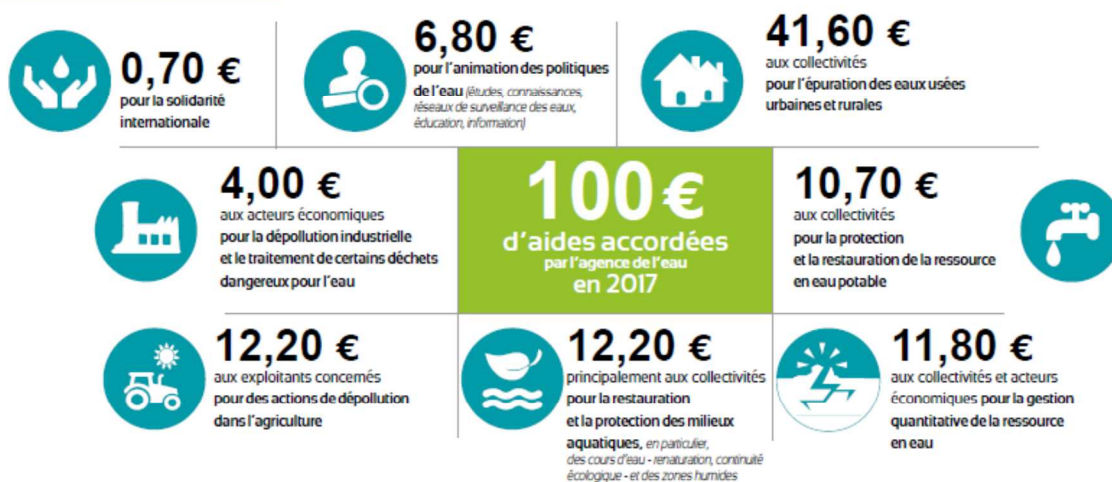 0,70 €
pour la solidarité
internationale
6,80 €
pour l'animation des politiques
de l'eau (études, connaissances,
réseaux de surveillance des eaux,
éducation, information)
41,60 €
aux collectivités
pour l'épuration des eaux usées
urbaines et rurales
4,00 €
aux acteurs économiques
pour la dépollution industrielle
et le traitement de certains déchets
dangereux pour l'eau
100 €
d'aides accordées
par l'agence de l'eau
en 2017
10,70 €
aux collectivités
pour la protection
et la restauration de la ressource
en eau potable
12,20 €
aux exploitants concernés
pour des actions de dépollution
dans l'agriculture
12,20 €
principalement aux collectivités
pour la restauration
et la protection des milieux
aquatiques, en particulier,
des cours d'eau - renaturation, continuité
écologique - et des zones humides
11,80 €
aux collectivités et acteurs
économiques pour la gestion
quantitative de la ressource
en eau